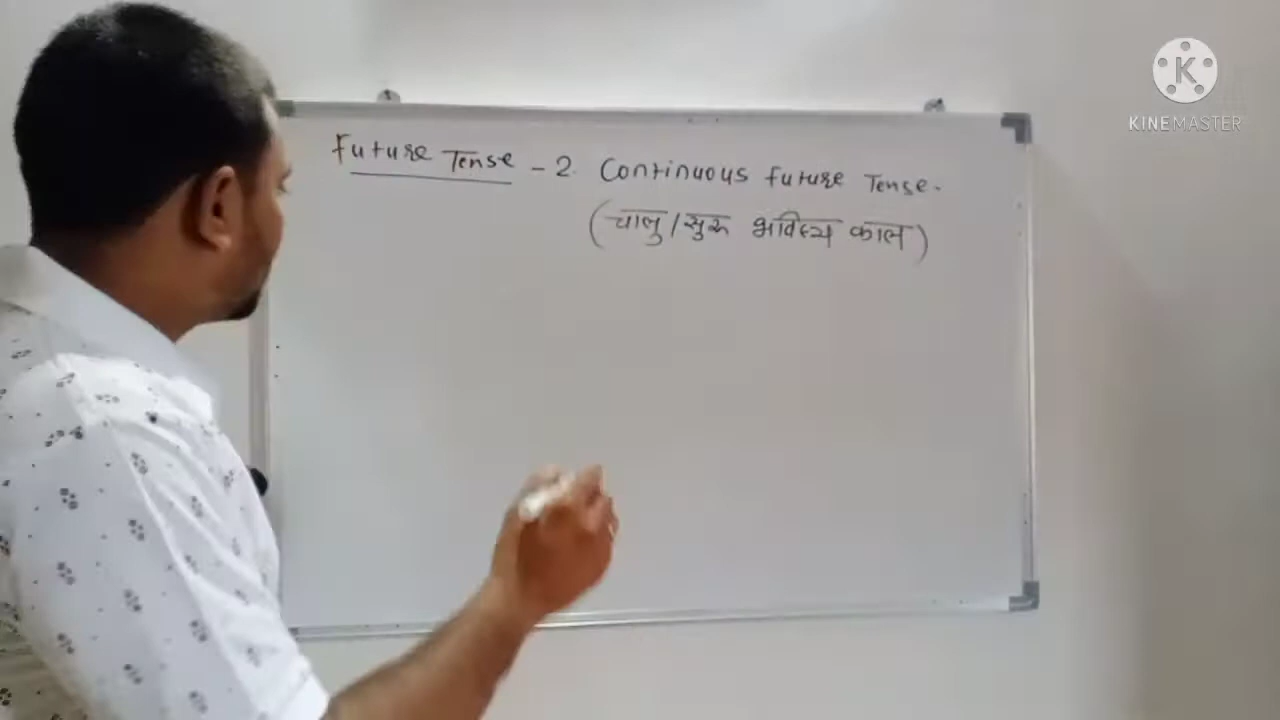 Future Tense - 2. Continuous future Tense.
(चालु/सुरू भविष्य काल)
K
KINEMASTER